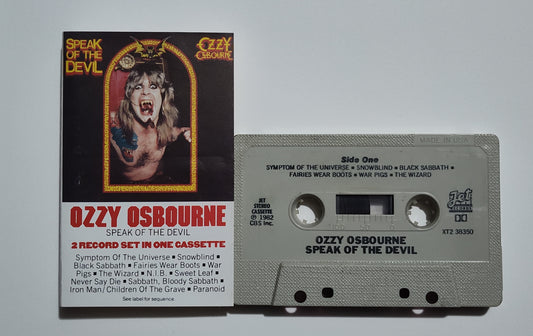 SPEAK
OF THE
DEVIL
OZZY
OSBOURNE
OZZY OSBOURNE
SPEAK OF THE DEVIL
2 RECORD SET IN ONE CASSETTE
Symptom Of The Universe ■ Snowblind ■
Black Sabbath ■ Fairies Wear Boots ■ War
Pigs ■ The Wizard ■ N.I.B. ■ Sweet Leaf ■
Never Say Die ■ Sabbath, Bloody Sabbath ■
Iron Man/Children Of The Grave ■ Paranoid
See label for sequence
MADE IN USA
Side One
SYMPTOM OF THE UNIVERSE ■ SNOWBLIND ■ BLACK SABBATH ■
FAIRIES WEAR BOOTS ■ WAR PIGS ■ THE WIZARD
JET
STEREO
CASSETTE
℗ 1982
CBS Inc.
Jet
RECORDS
XT2 38350
OZZY OSBOURNE
SPEAK OF THE DEVIL